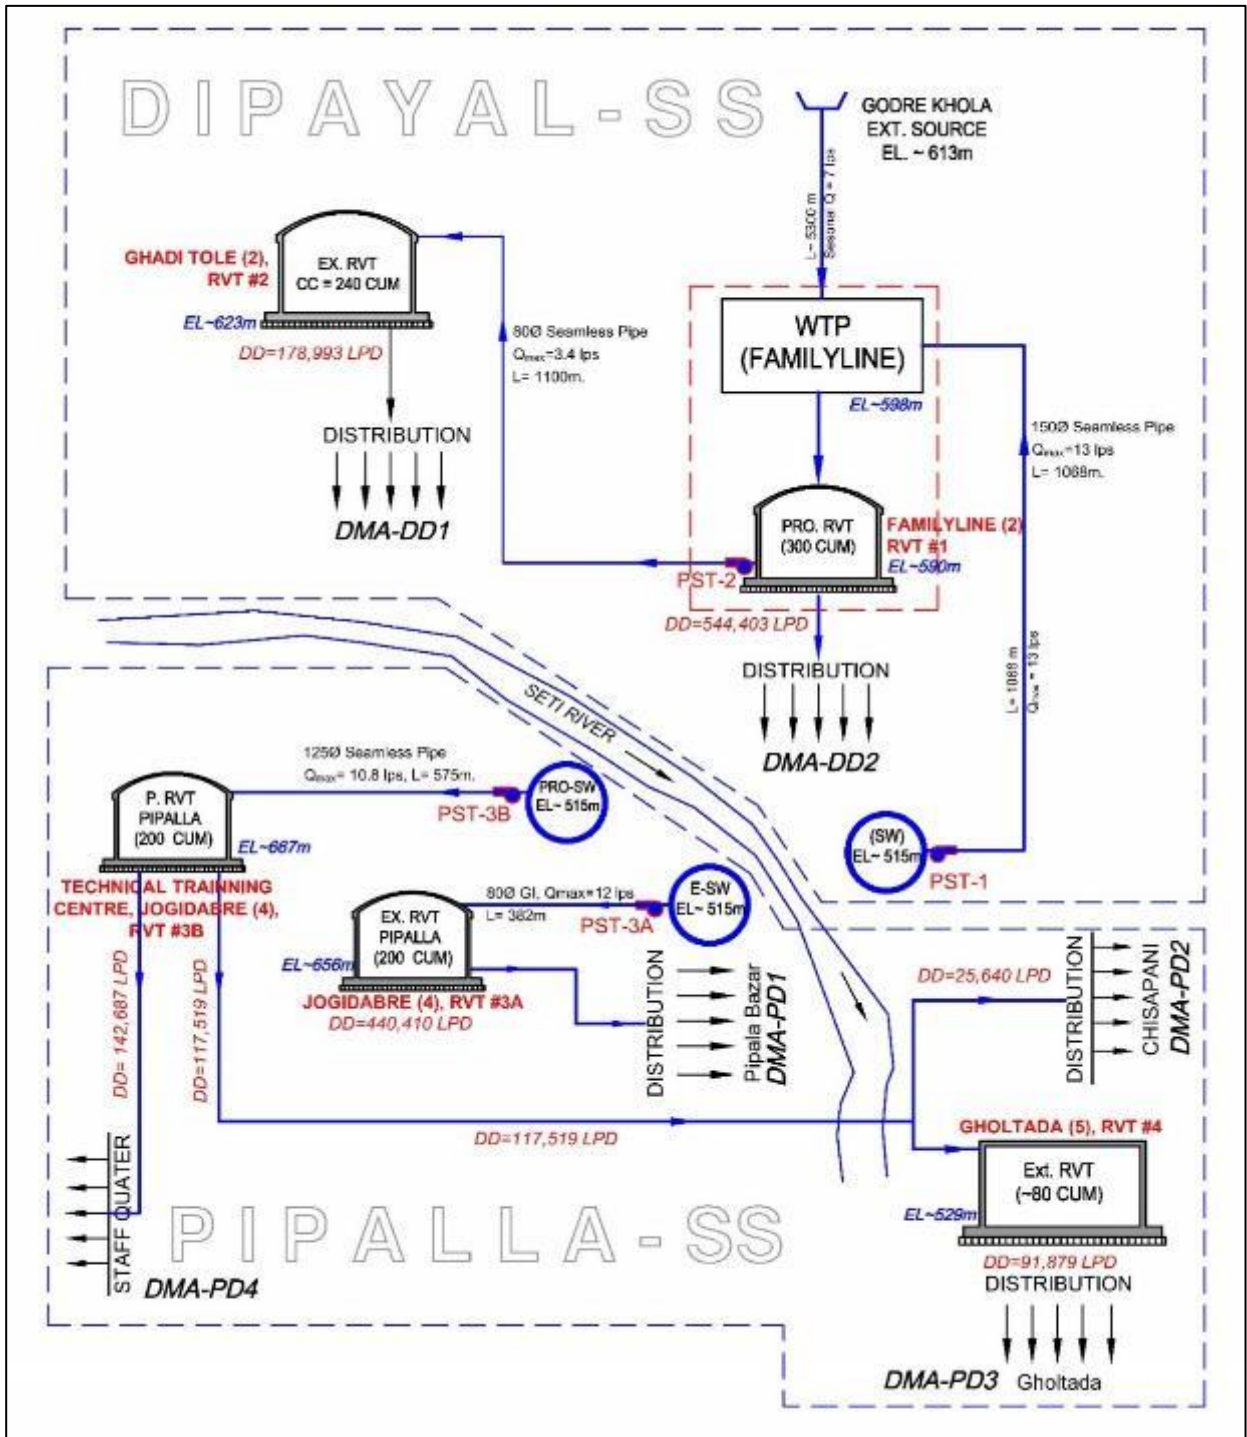 DIPAYAL-SS
GODRE KHOLA
EXT. SOURCE
EL. ~ 613m
L= 5300 m
Sesonal Q = 7 lps
GHADI TOLE (2),
RVT #2
EX. RVT
CC = 240 CUM
EL~623m
DD=178,993 LPD
DISTRIBUTION
DMA-DD1
80Ø Seamless Pipe
Qmax=3.4 lps
L= 1100m.
WTP
(FAMILYLINE)
EL~598m
150Ø Seamless Pipe
Qmax=13 lps
L= 1068m.
PRO. RVT
(300 CUM)
FAMILYLINE (2)
RVT #1
EL~590m
PST-2
DD=544,403 LPD
DISTRIBUTION
DMA-DD2
L= 1068 m
Qmax = 13 lps
SETI RIVER
125Ø Seamless Pipe
Qmax= 10.8 lps, L= 575m.
PRO-SW
EL~ 515m
PST-3B
P. RVT
PIPALLA
(200 CUM)
EL~667m
TECHNICAL TRAINNING
CENTRE, JOGIDABRE (4),
RVT #3B
(SW)
EL~ 515m
PST-1
80Ø GI, Qmax=12 lps
L= 382m
E-SW
EL~ 515m
PST-3A
EX. RVT
PIPALLA
(200 CUM)
EL~656m
JOGIDABRE (4), RVT #3A
DD=440,410 LPD
DISTRIBUTION
Pipala Bazar
DMA-PD1
DD=25,640 LPD
DISTRIBUTION
CHISAPANI
DMA-PD2
DD= 142,687 LPD
DD=117,519 LPD
DD=117,519 LPD
GHOLTADA (5), RVT #4
Ext. RVT
(~80 CUM)
EL~529m
DD=91,879 LPD
DISTRIBUTION
DMA-PD3 Gholtada
STAFF QUATER
DMA-PD4
PIPALLA-SS